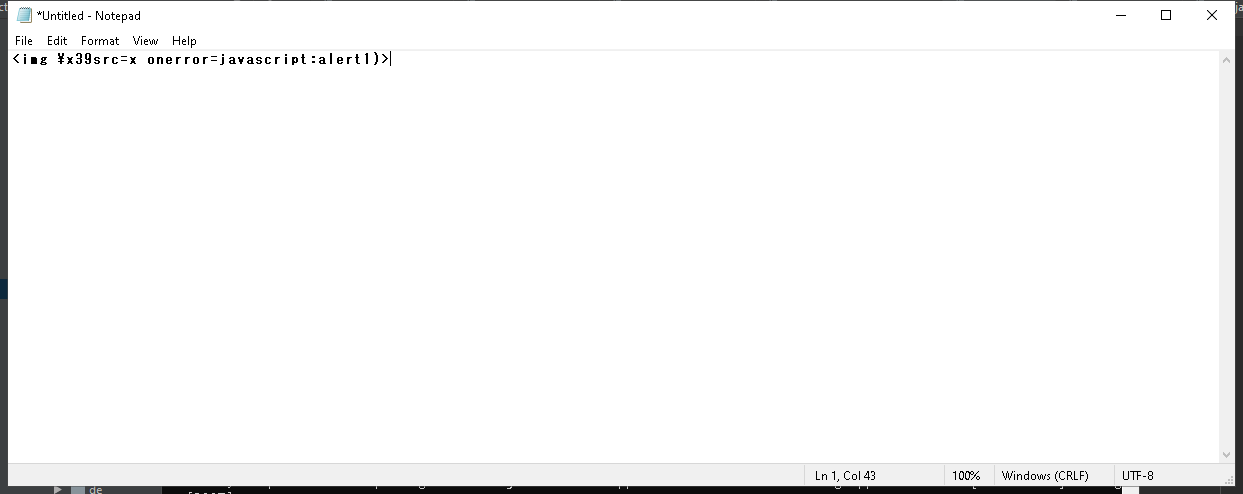 *Untitled - Notepad
File Edit Format View Help
<img ¥x39src=x onerror=javascript:alert1)>
Ln 1, Col 43 100% Windows (CRLF) UTF-8
de